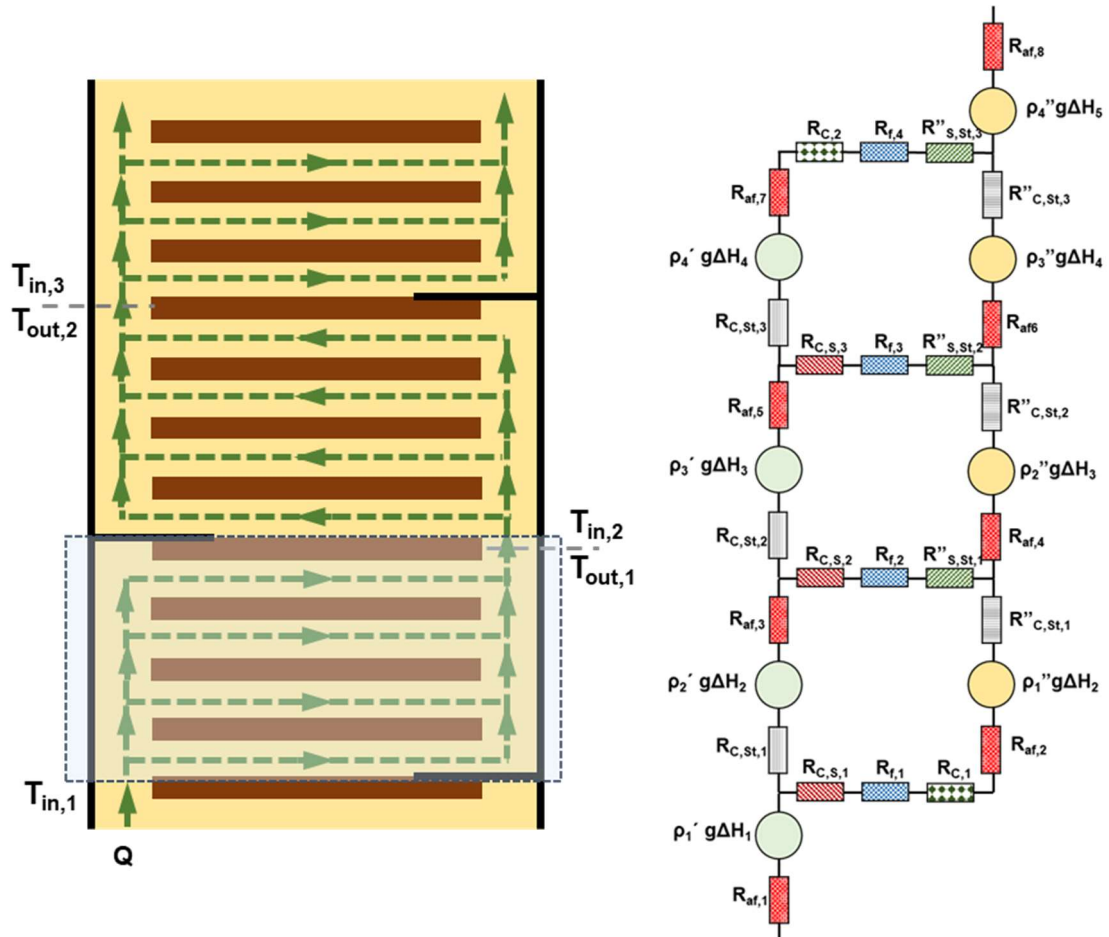 T_in,3
T_out,2
T_in,2
T_out,1
T_in,1
Q
R_af,8
ρ₄''gΔH₅
R_C,2 R_f,4 R''_S,St,3
R_af,7 R''_C,St,3
ρ₄′ gΔH₄ ρ₃''gΔH₄
R_C,St,3 R_af6
R_C,S,3 R_f,3 R''_S,St,2
R_af,5 R''_C,St,2
ρ₃′ gΔH₃ ρ₂''gΔH₃
R_C,St,2 R_af,4
R_C,S,2 R_f,2 R''_S,St,1
R_af,3 R''_C,St,1
ρ₂′ gΔH₂ ρ₁''gΔH₂
R_C,St,1 R_af,2
R_C,S,1 R_f,1 R_C,1
ρ₁′ gΔH₁
R_af,1